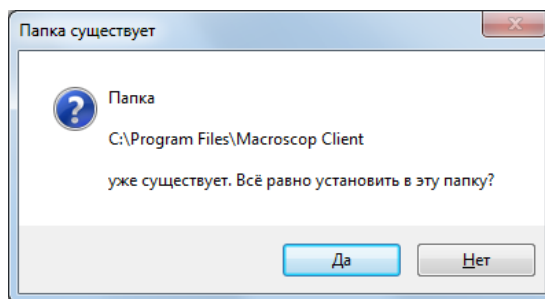 Папка существует
Папка
C:\Program Files\Macroscop Client
уже существует. Всё равно установить в эту папку?
Да
Нет